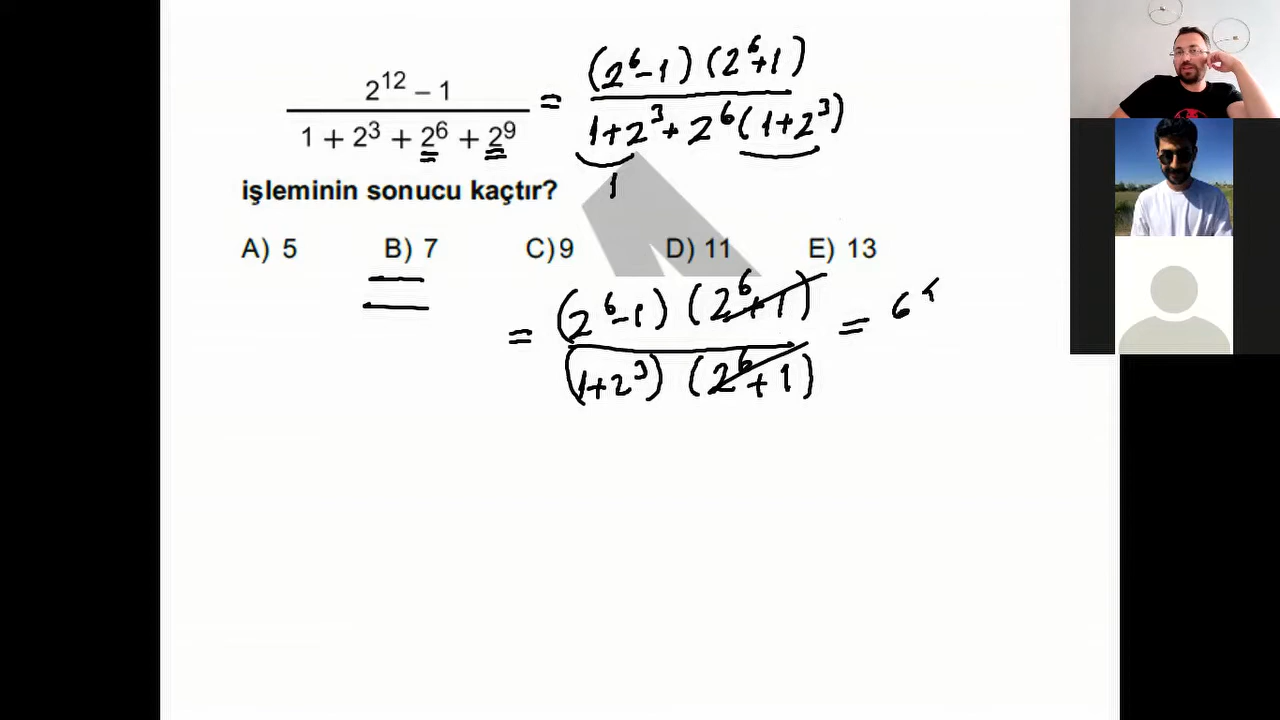 2¹² – 1 = (2⁶-1) (2⁶+1)
1 + 2³ + 2⁶ + 2⁹ 1+2³+2⁶(1+2³)
işleminin sonucu kaçtır? 1
A) 5 B) 7 C) 9 D) 11 E) 13
= (2⁶-1) (2⁶+1) = 6
(1+2³) (2⁶+1)